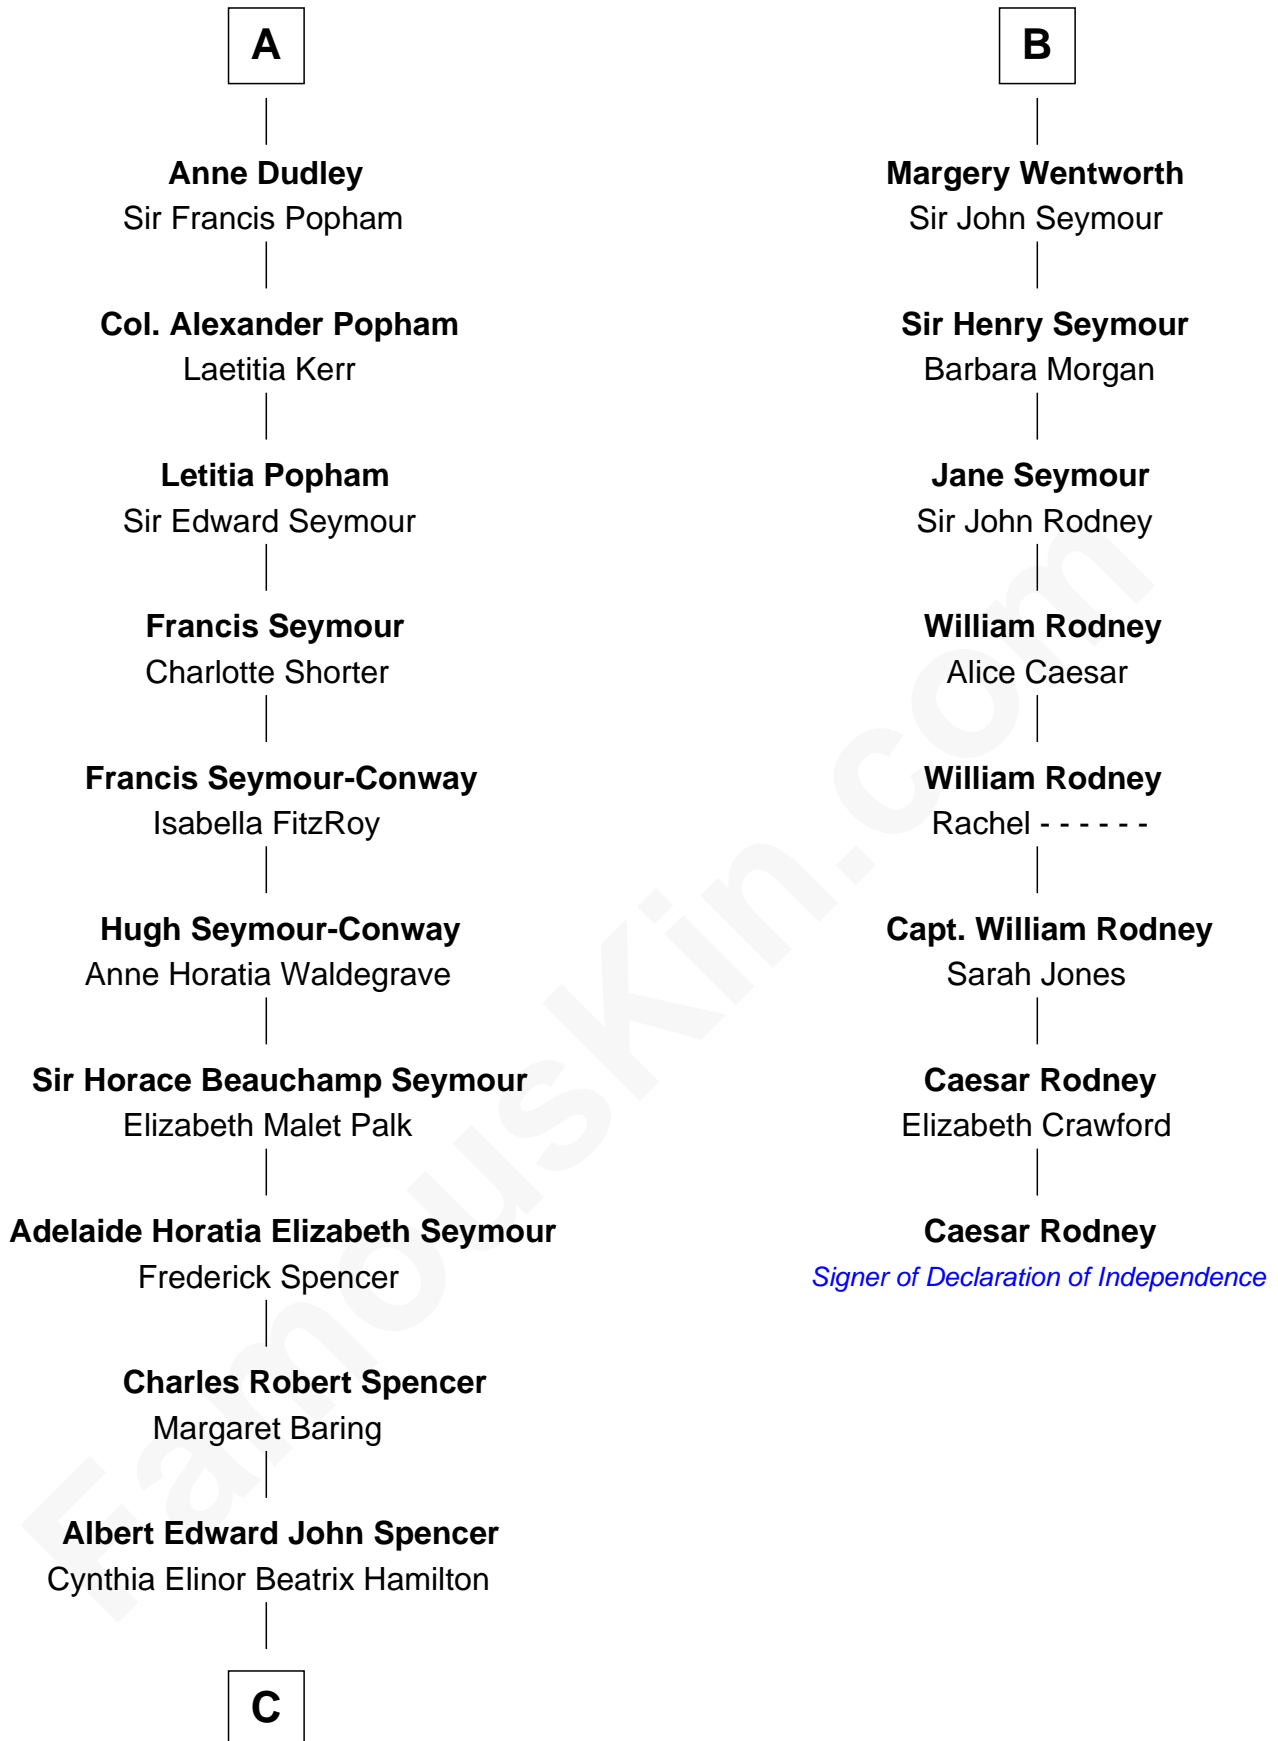 A
Anne Dudley
Sir Francis Popham
Col. Alexander Popham
Laetitia Kerr
Letitia Popham
Sir Edward Seymour
Francis Seymour
Charlotte Shorter
Francis Seymour-Conway
Isabella FitzRoy
Hugh Seymour-Conway
Anne Horatia Waldegrave
Sir Horace Beauchamp Seymour
Elizabeth Malet Palk
Adelaide Horatia Elizabeth Seymour
Frederick Spencer
Charles Robert Spencer
Margaret Baring
Albert Edward John Spencer
Cynthia Elinor Beatrix Hamilton
C
B
Margery Wentworth
Sir John Seymour
Sir Henry Seymour
Barbara Morgan
Jane Seymour
Sir John Rodney
William Rodney
Alice Caesar
William Rodney
Rachel - - - - - -
Capt. William Rodney
Sarah Jones
Caesar Rodney
Elizabeth Crawford
Caesar Rodney
Signer of Declaration of Independence
FamousKin.com